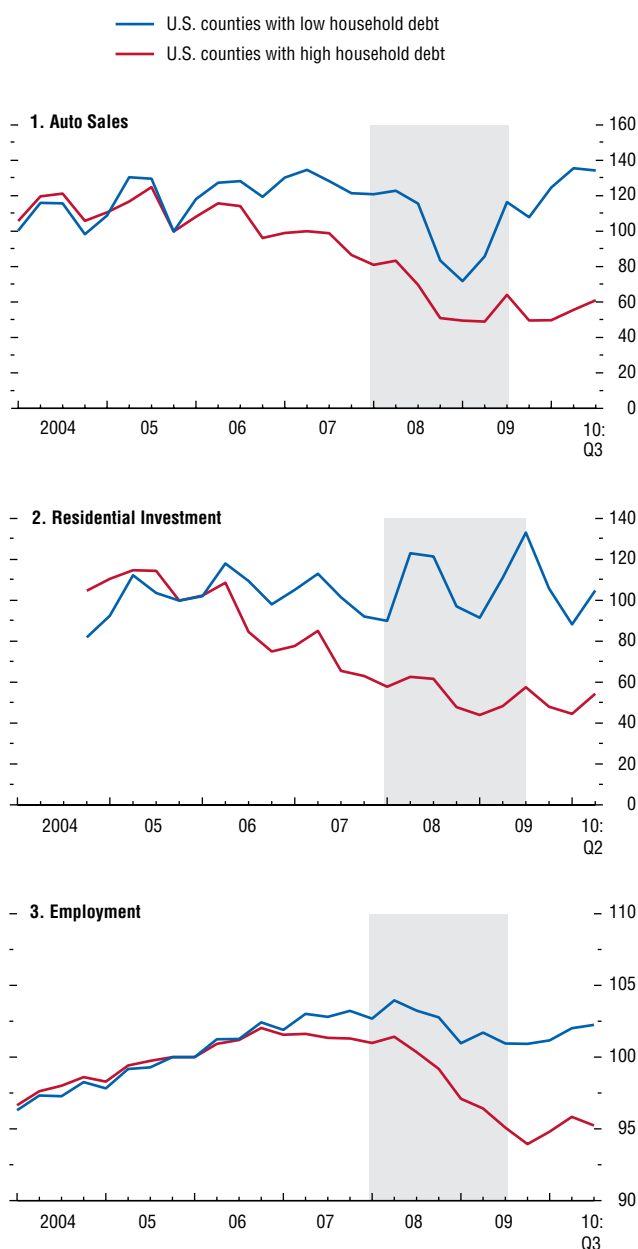 U.S. counties with low household debt
U.S. counties with high household debt
1. Auto Sales
160
140
120
100
80
60
40
20
0
2004 05 06 07 08 09 10:
Q3
2. Residential Investment
140
120
100
80
60
40
20
0
2004 05 06 07 08 09 10:
Q2
3. Employment
110
105
100
95
90
2004 05 06 07 08 09 10:
Q3